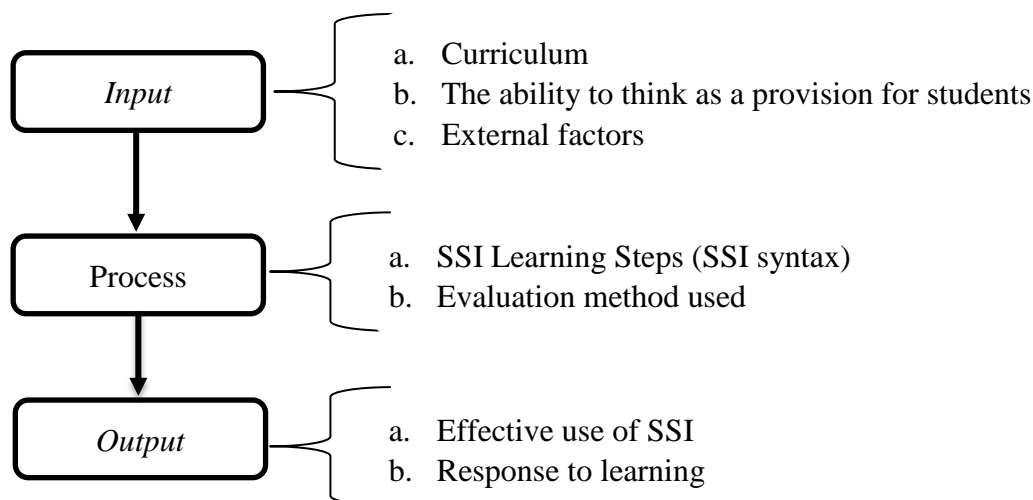 Input
a. Curriculum
b. The ability to think as a provision for students
c. External factors
Process
a. SSI Learning Steps (SSI syntax)
b. Evaluation method used
Output
a. Effective use of SSI
b. Response to learning